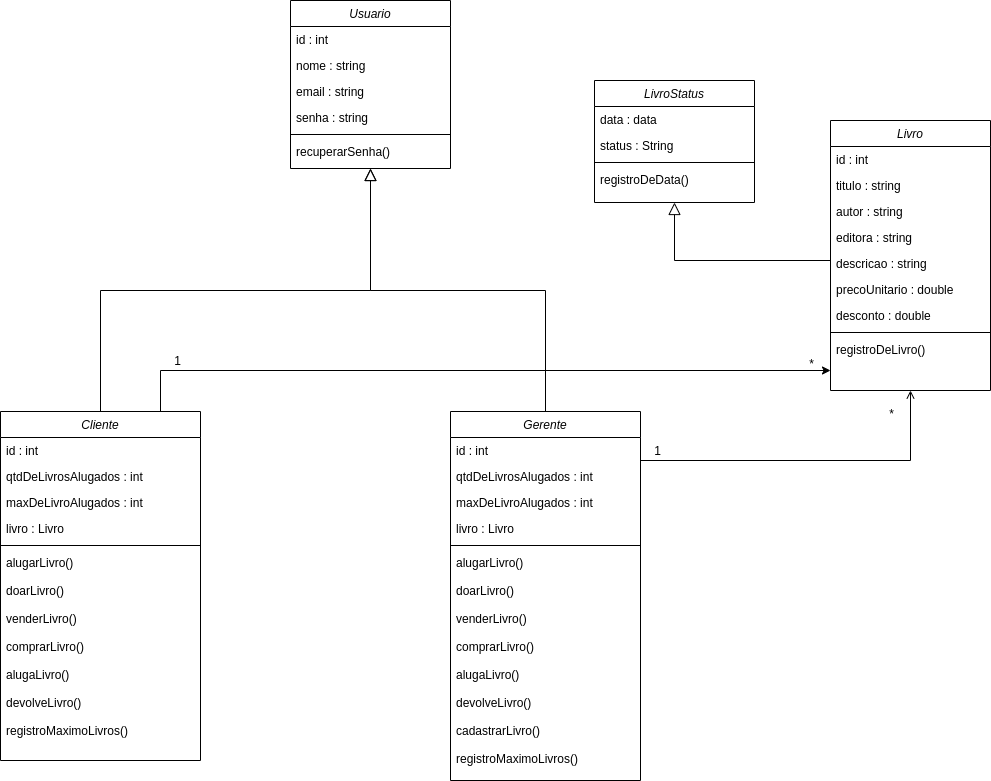 Usuario
id : int
nome : string
email : string
senha : string
recuperarSenha()
LivroStatus
data : data
status : String
registroDeData()
Livro
id : int
titulo : string
autor : string
editora : string
descricao : string
precoUnitario : double
desconto : double
registroDeLivro()
1
*
*
1
Cliente
id : int
qtdDeLivrosAlugados : int
maxDeLivroAlugados : int
livro : Livro
alugarLivro()
doarLivro()
venderLivro()
comprarLivro()
alugaLivro()
devolveLivro()
registroMaximoLivros()
Gerente
id : int
qtdDeLivrosAlugados : int
maxDeLivroAlugados : int
livro : Livro
alugarLivro()
doarLivro()
venderLivro()
comprarLivro()
alugaLivro()
devolveLivro()
cadastrarLivro()
registroMaximoLivros()